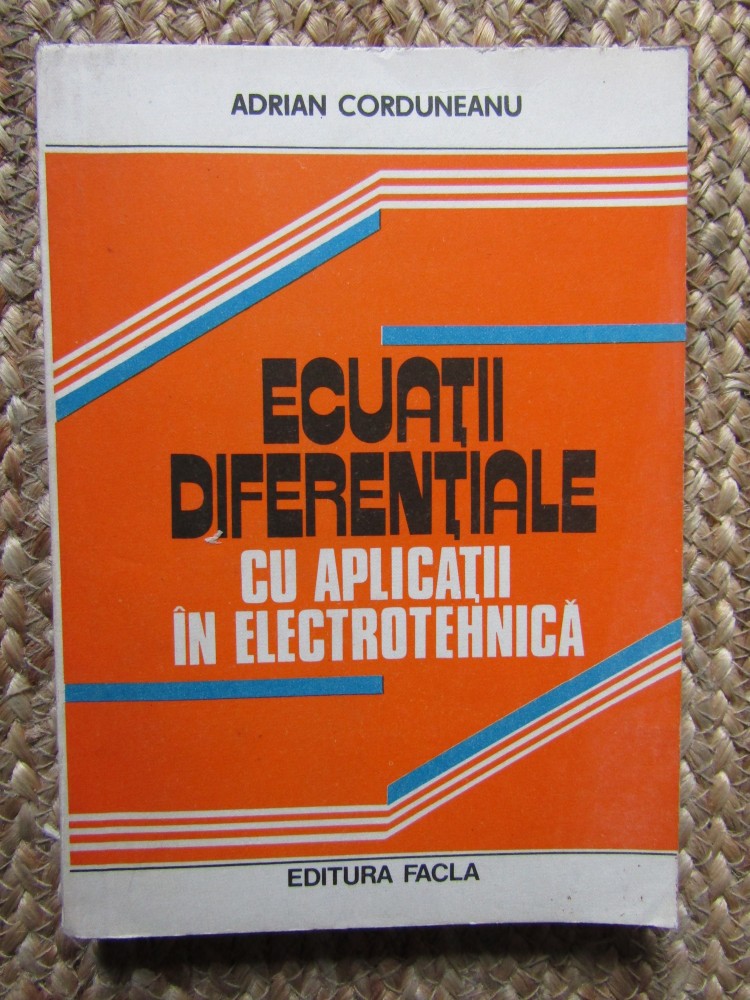 ADRIAN CORDUNEANU
ECUAȚII
DIFERENȚIALE
CU APLICAȚII
ÎN ELECTROTEHNICĂ
EDITURA FACLA